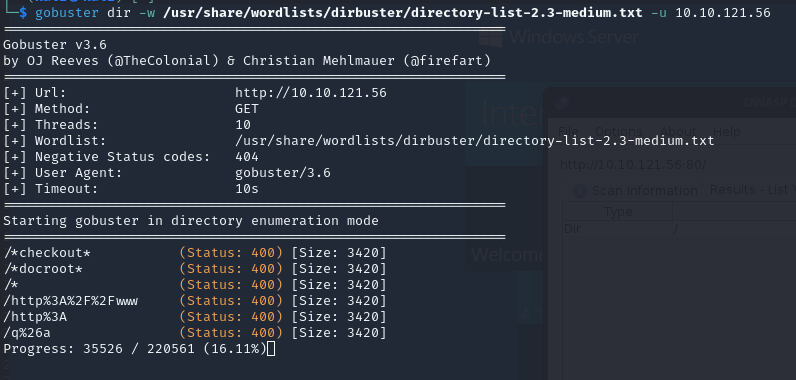 $ gobuster dir -w /usr/share/wordlists/dirbuster/directory-list-2.3-medium.txt -u 10.10.121.56
===============================================================
Gobuster v3.6
by OJ Reeves (@TheColonial) & Christian Mehlmauer (@firefart)
===============================================================
[+] Url:                     http://10.10.121.56
[+] Method:                  GET
[+] Threads:                 10
[+] Wordlist:                /usr/share/wordlists/dirbuster/directory-list-2.3-medium.txt
[+] Negative Status codes:   404
[+] User Agent:              gobuster/3.6
[+] Timeout:                 10s
===============================================================
Starting gobuster in directory enumeration mode
===============================================================
/*checkout*           (Status: 400) [Size: 3420]
/*docroot*            (Status: 400) [Size: 3420]
/*                    (Status: 400) [Size: 3420]
/http%3A%2F%2Fwww     (Status: 400) [Size: 3420]
/http%3A              (Status: 400) [Size: 3420]
/q%26a                (Status: 400) [Size: 3420]
Progress: 35526 / 220561 (16.11%)
Windows Server
File Options About Help
http://10.10.121.56:80/
Scan Information Results - List
Type
Dir /